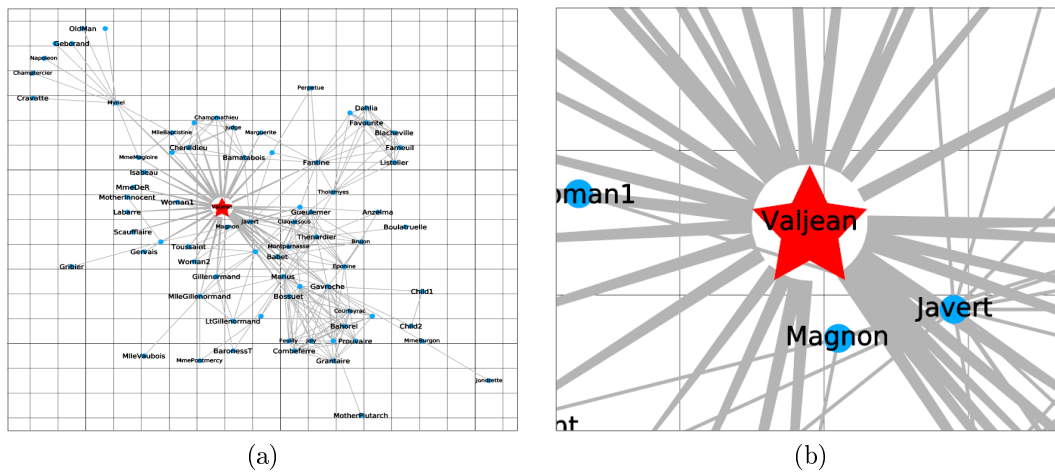 OldMan
Geborand
Napoleon
Champtercier
Cravatte
Myriel
Perpetue
Dahlia
Favourite
Blacheville
Fameuil
Listolier
Champmathieu
Judge
MlleBaptistine
Marguerite
Chenildieu
Bamatabois
MmeMagloire
Fantine
Isabeau
MmeDeR
Tholomyes
MotherInnocent
Woman1
Valjean
Labarre
Gueulemer
Anzelma
Javert
Claquesous
Magnon
Boulatruelle
Scaufflaire
Thenardier
Brujon
Toussaint
Montparnasse
Gervais
Babet
Woman2
Gribier
Eponine
Gillenormand
Marius
Gavroche
Child1
MlleGillenormand
Bossuet
Courfeyrac
LtGillenormand
Bahorel
Child2
Feuilly
Joly
Prouvaire
MmeBurgon
BaronessT
Combeferre
MlleVaubois
MmePontmercy
Grantaire
Jondrette
MotherPlutarch
oman1
Valjean
Javert
Magnon
nt
(a)
(b)